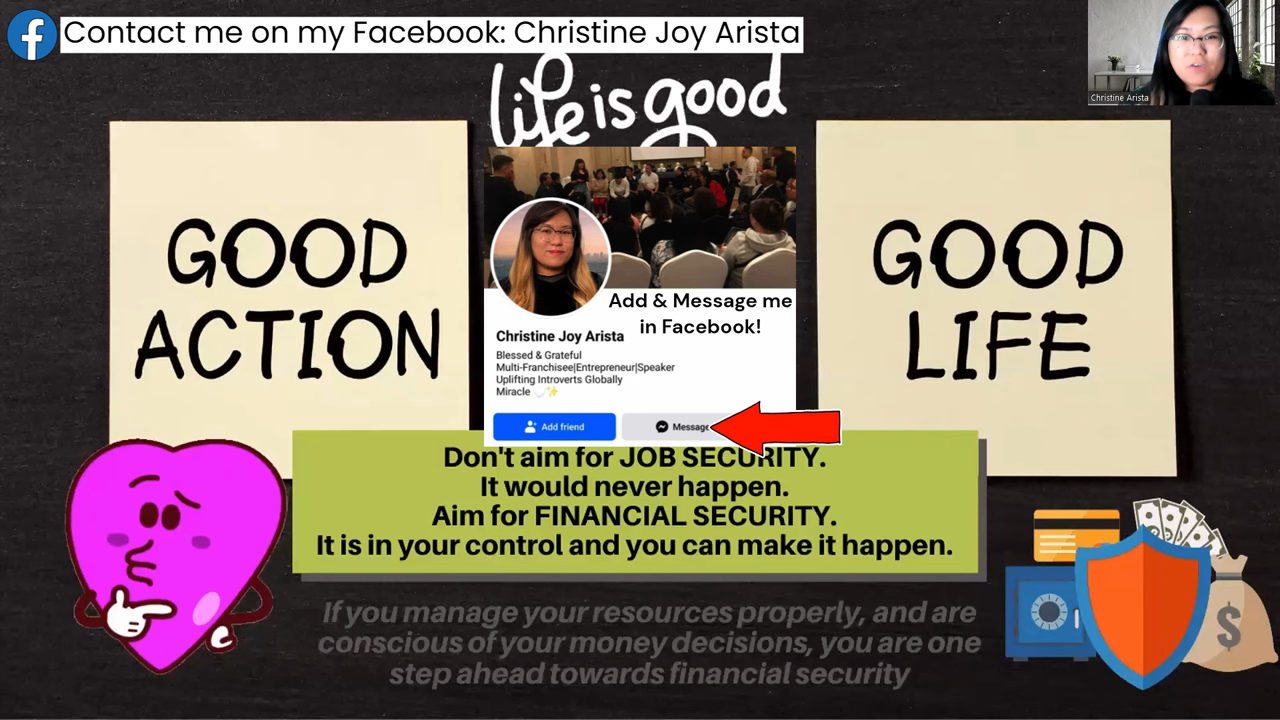 Contact me on my Facebook: Christine Joy Arista
Christine Arista
life is good
GOOD
ACTION
GOOD
LIFE
Add & Message me
in Facebook!
Christine Joy Arista
Blessed & Grateful
Multi-Franchisee|Entrepreneur|Speaker
Uplifting Introverts Globally
Miracle 🤍✨
Add friend
Message
Don't aim for JOB SECURITY.
It would never happen.
Aim for FINANCIAL SECURITY.
It is in your control and you can make it happen.
If you manage your resources properly, and are
conscious of your money decisions, you are one
step ahead towards financial security
$